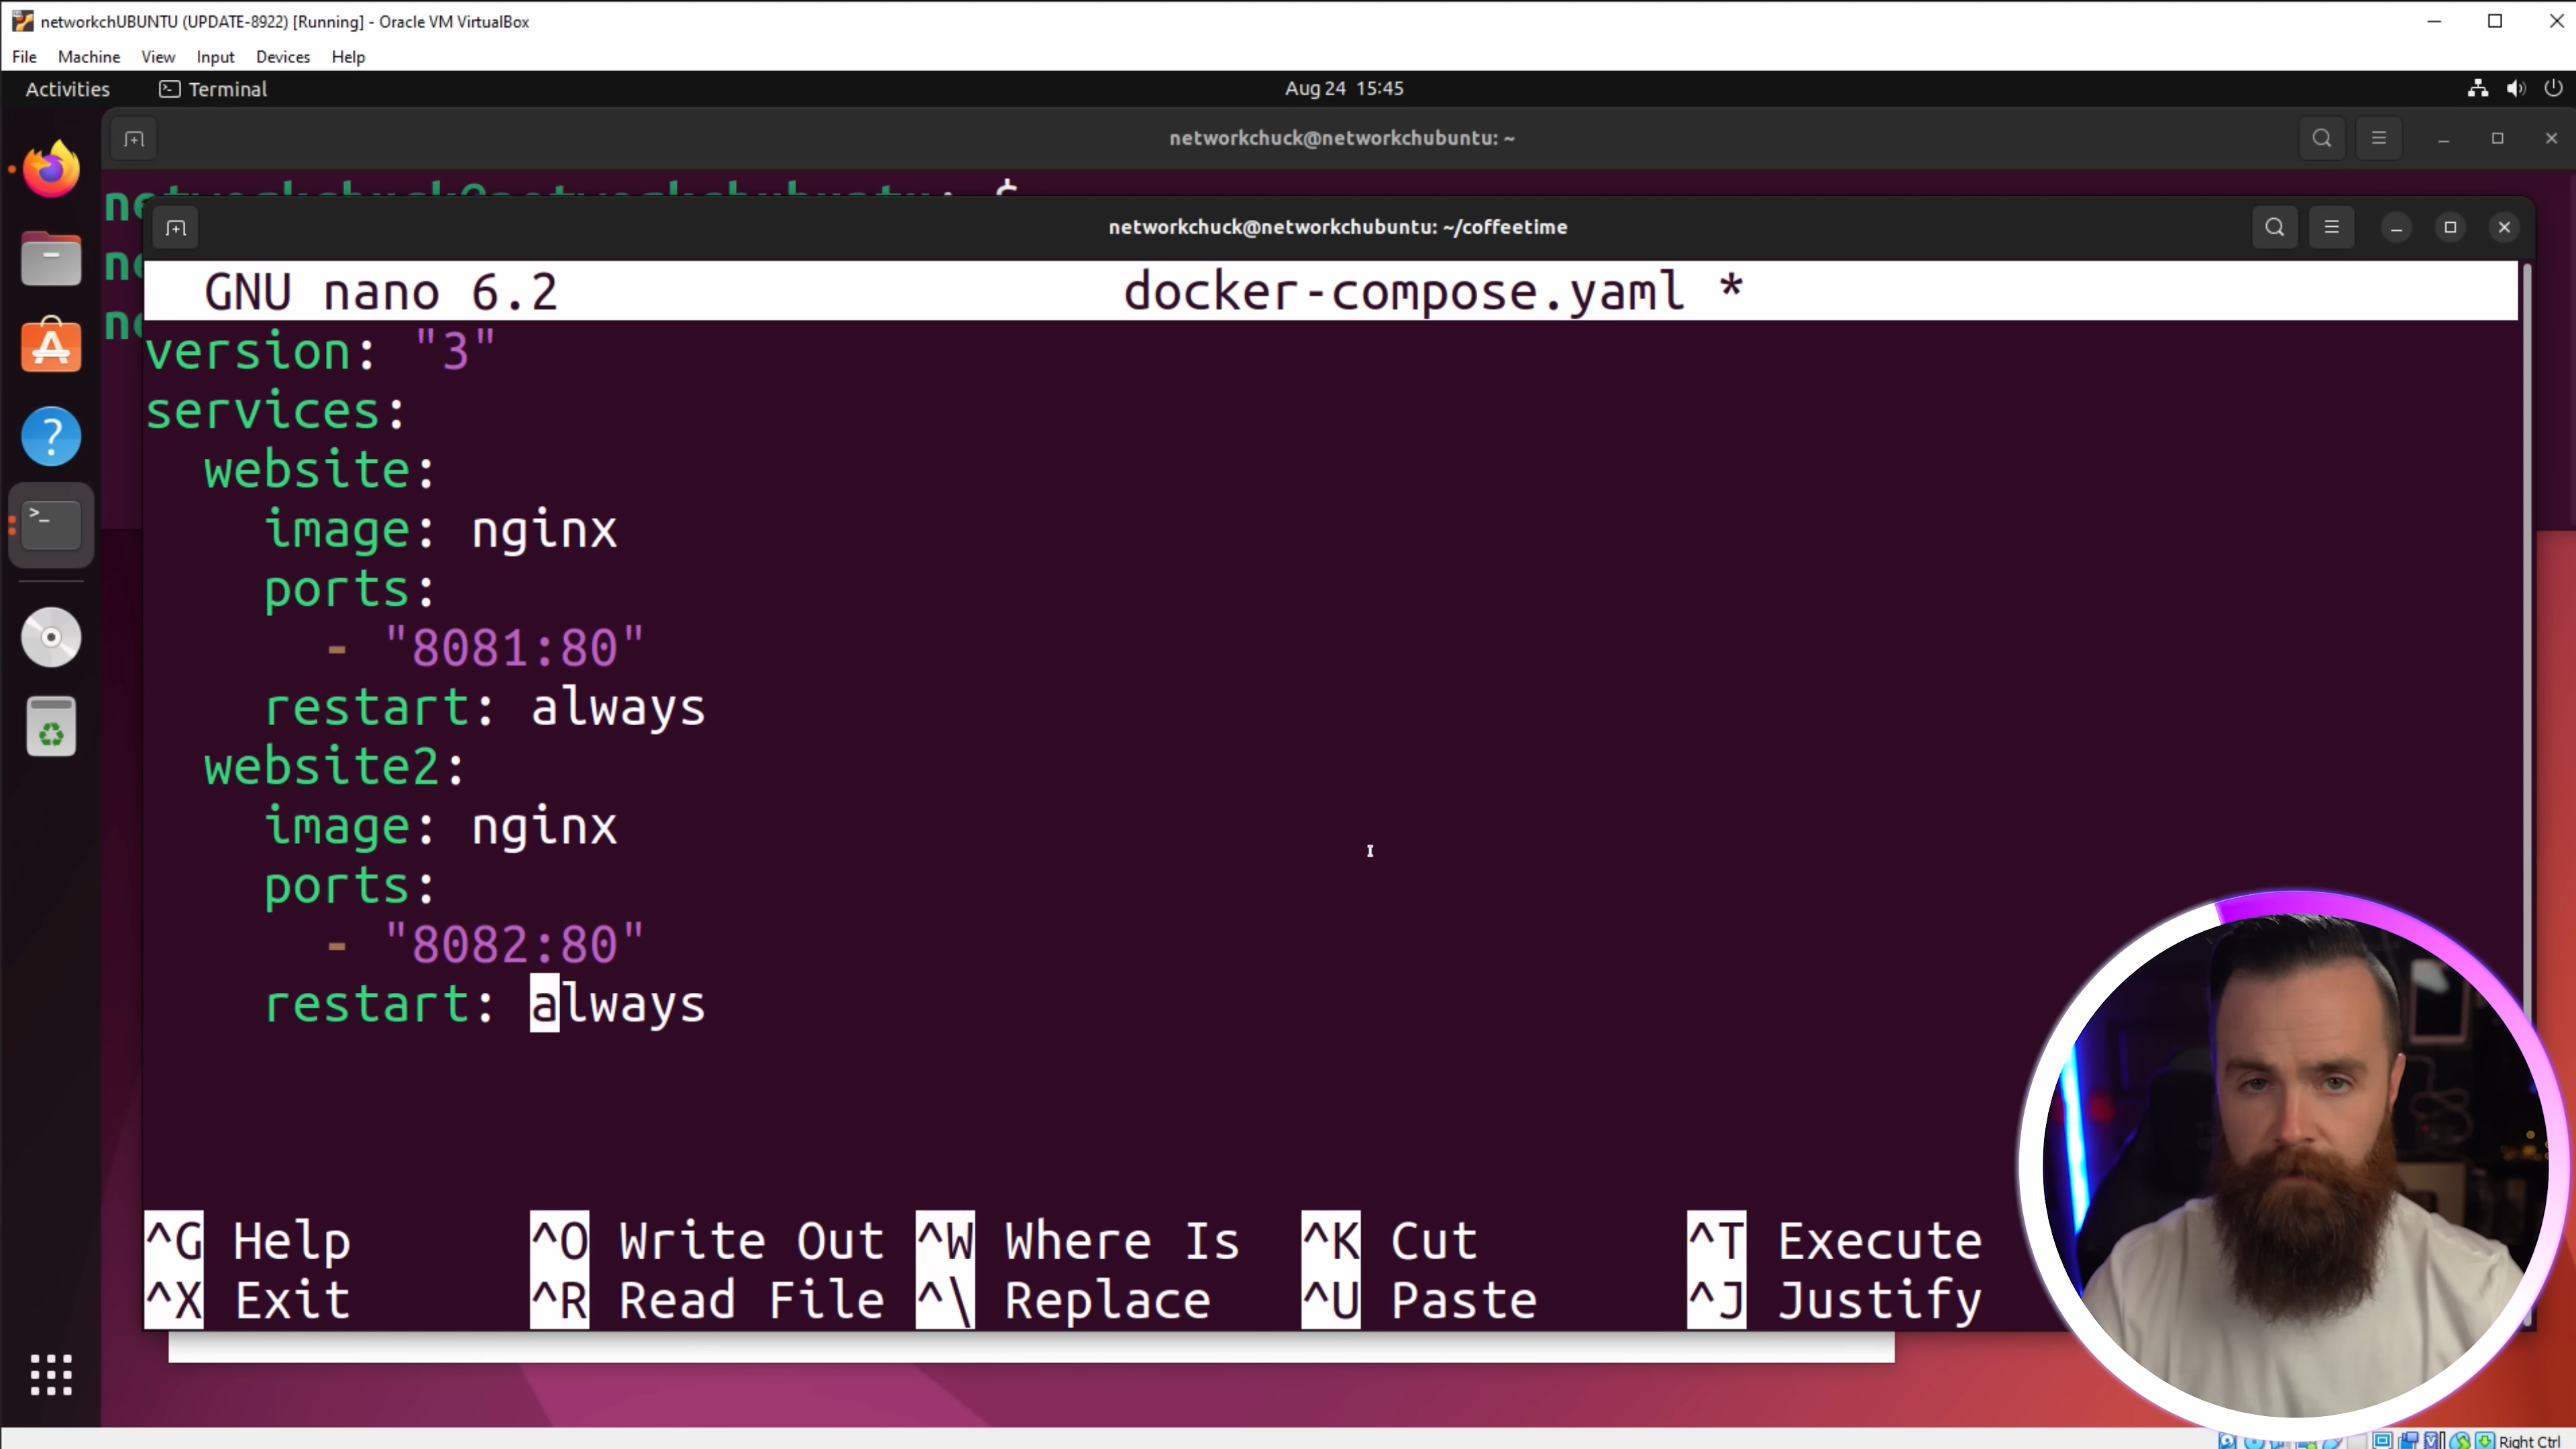 networkchUBUNTU (UPDATE-8922) [Running] - Oracle VM VirtualBox
File Machine View Input Devices Help
Activities Terminal Aug 24 15:45
networkchuck@networkchubuntu: ~
networkchuck@networkchubuntu: ~/coffeetime
GNU nano 6.2 docker-compose.yaml *
version: "3"
services:
  website:
    image: nginx
    ports:
      - "8081:80"
    restart: always
  website2:
    image: nginx
    ports:
      - "8082:80"
    restart: always
^G Help ^O Write Out ^W Where Is ^K Cut ^T Execute
^X Exit ^R Read File ^\ Replace ^U Paste ^J Justify
Right Ctrl